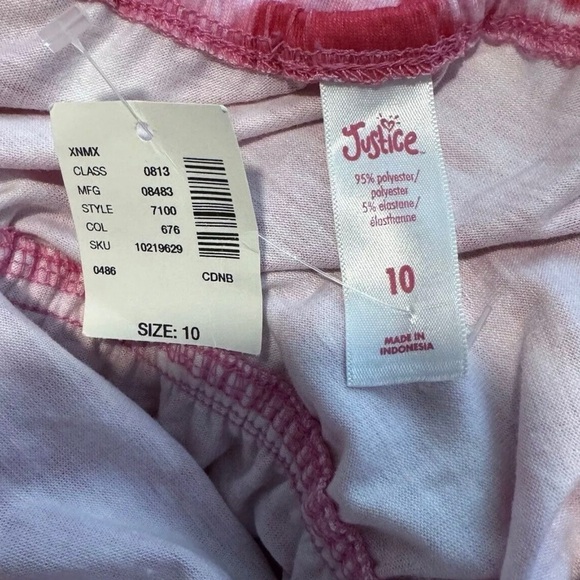 XNMX
CLASS 0813
MFG 08483
STYLE 7100
COL 676
SKU 10219629
0486 CDNB
SIZE: 10
Justice™
95% polyester/
polyester
5% elastane/
élasthanne
10
MADE IN
INDONESIA